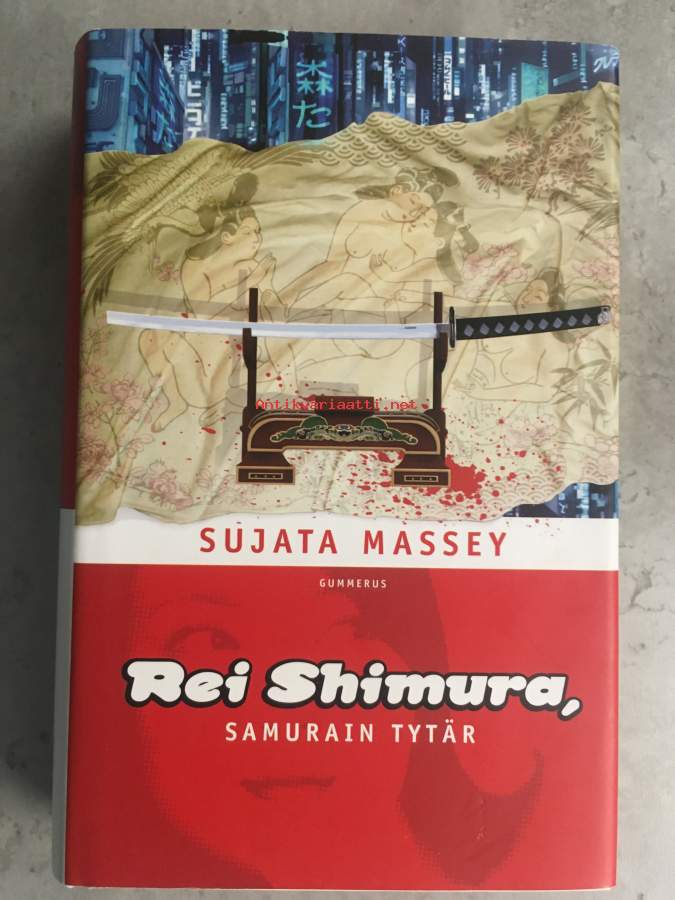 森た
Antikvariaatti.net
SUJATA MASSEY
GUMMERUS
Rei Shimura,
SAMURAIN TYTÄR